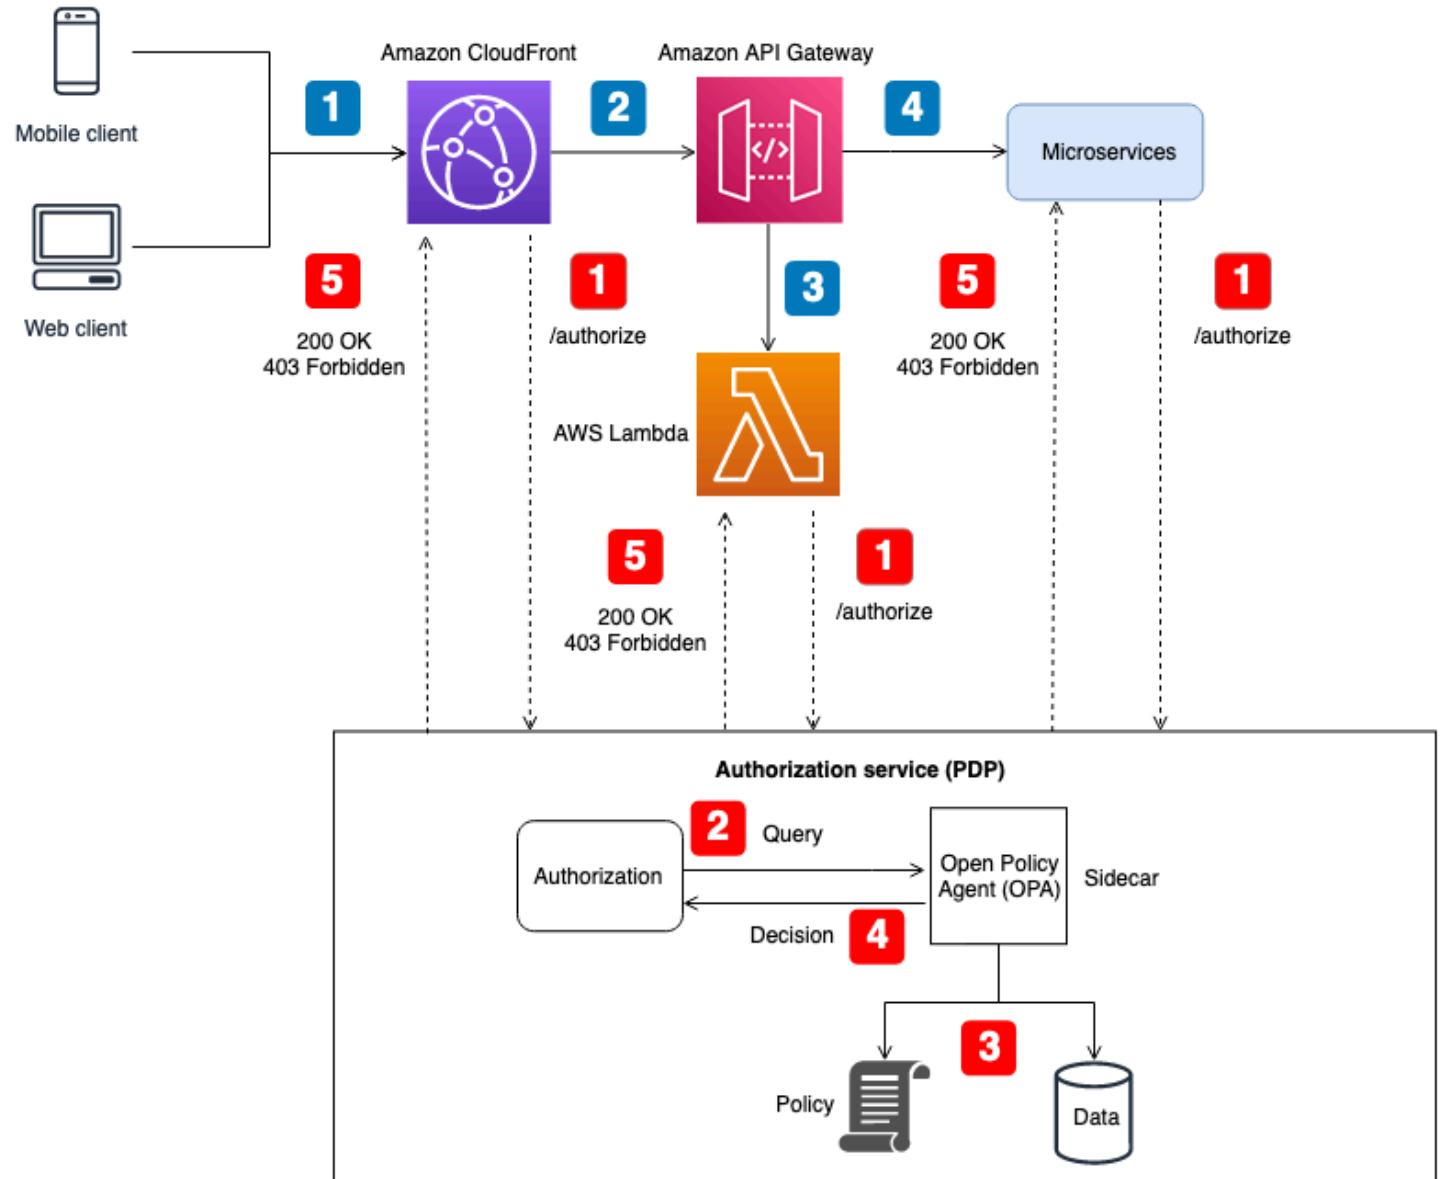 Amazon CloudFront
Amazon API Gateway
1
2
4
Mobile client
</>
Microservices
5
1
3
5
1
Web client
200 OK
403 Forbidden
/authorize
200 OK
403 Forbidden
/authorize
AWS Lambda
5
1
200 OK
403 Forbidden
/authorize
Authorization service (PDP)
2
Query
Authorization
Open Policy
Agent (OPA)
Sidecar
Decision
4
3
Policy
Data